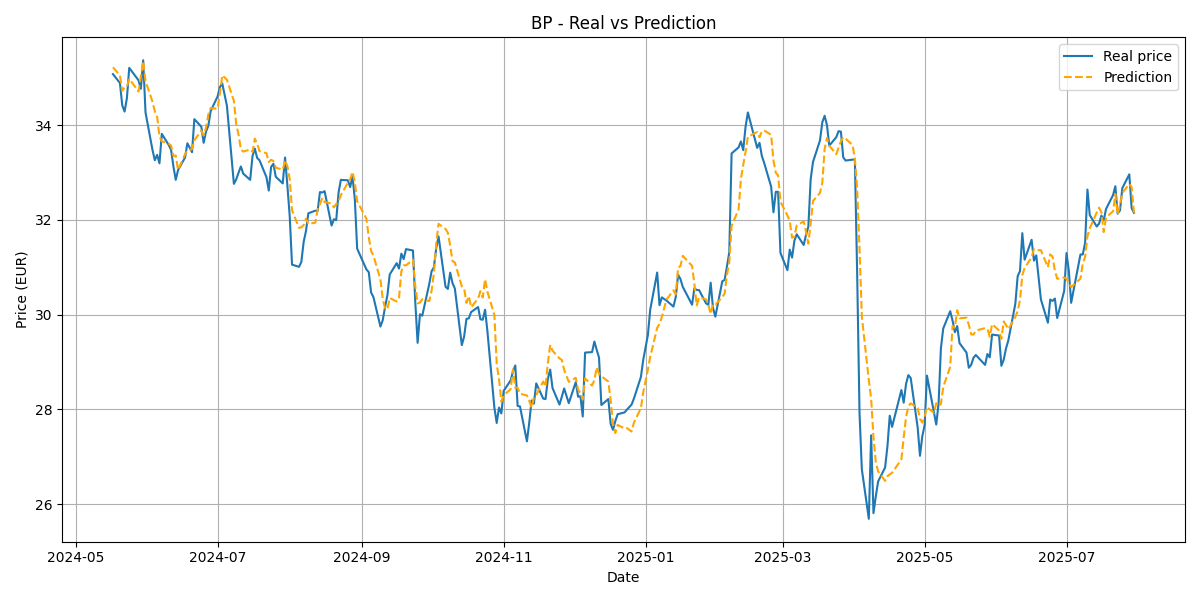 BP - Real vs Prediction
Real price
Prediction
Price (EUR)
34
32
30
28
26
2024-05 2024-07 2024-09 2024-11 2025-01 2025-03 2025-05 2025-07
Date